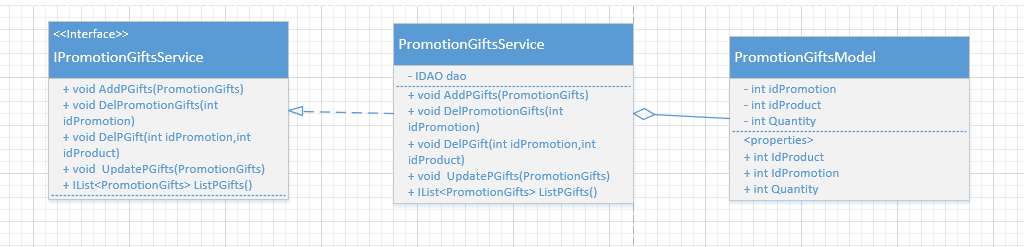 <<Interface>>
IPromotionGiftsService
+ void AddPGifts(PromotionGifts)
+ void DelPromotionGifts(int
idPromotion)
+ void DelPGift(int idPromotion,int
idProduct)
+ void  UpdatePGifts(PromotionGifts)
+ IList<PromotionGifts> ListPGifts()
PromotionGiftsService
- IDAO dao
+ void AddPGifts(PromotionGifts)
+ void DelPromotionGifts(int
idPromotion)
+ void DelPGift(int idPromotion,int
idProduct)
+ void  UpdatePGifts(PromotionGifts)
+ IList<PromotionGifts> ListPGifts()
PromotionGiftsModel
- int idPromotion
- int idProduct
- int Quantity
<properties>
+ int IdProduct
+ int IdPromotion
+ int Quantity